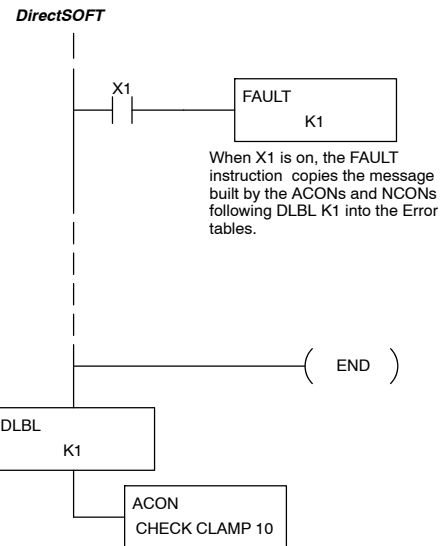 DirectSOFT
X1
FAULT
K1
When X1 is on, the FAULT
instruction copies the message
built by the ACONs and NCONs
following DLBL K1 into the Error
tables.
END
DLBL
K1
ACON
CHECK CLAMP 10